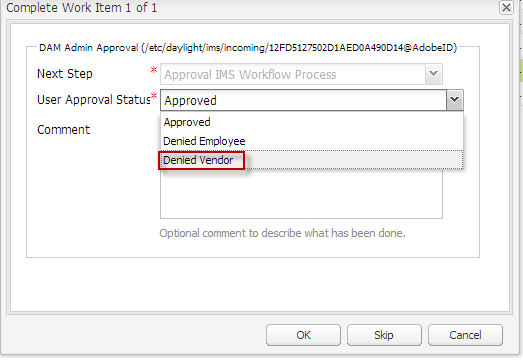 Complete Work Item 1 of 1
DAM Admin Approval (/etc/daylight/ims/incoming/12FD5127502D1AED0A490D14@AdobeID)
Next Step * Approval IMS Workflow Process
User Approval Status* Approved
Comment
Approved
Denied Employee
Denied Vendor
Optional comment to describe what has been done.
OK Skip Cancel